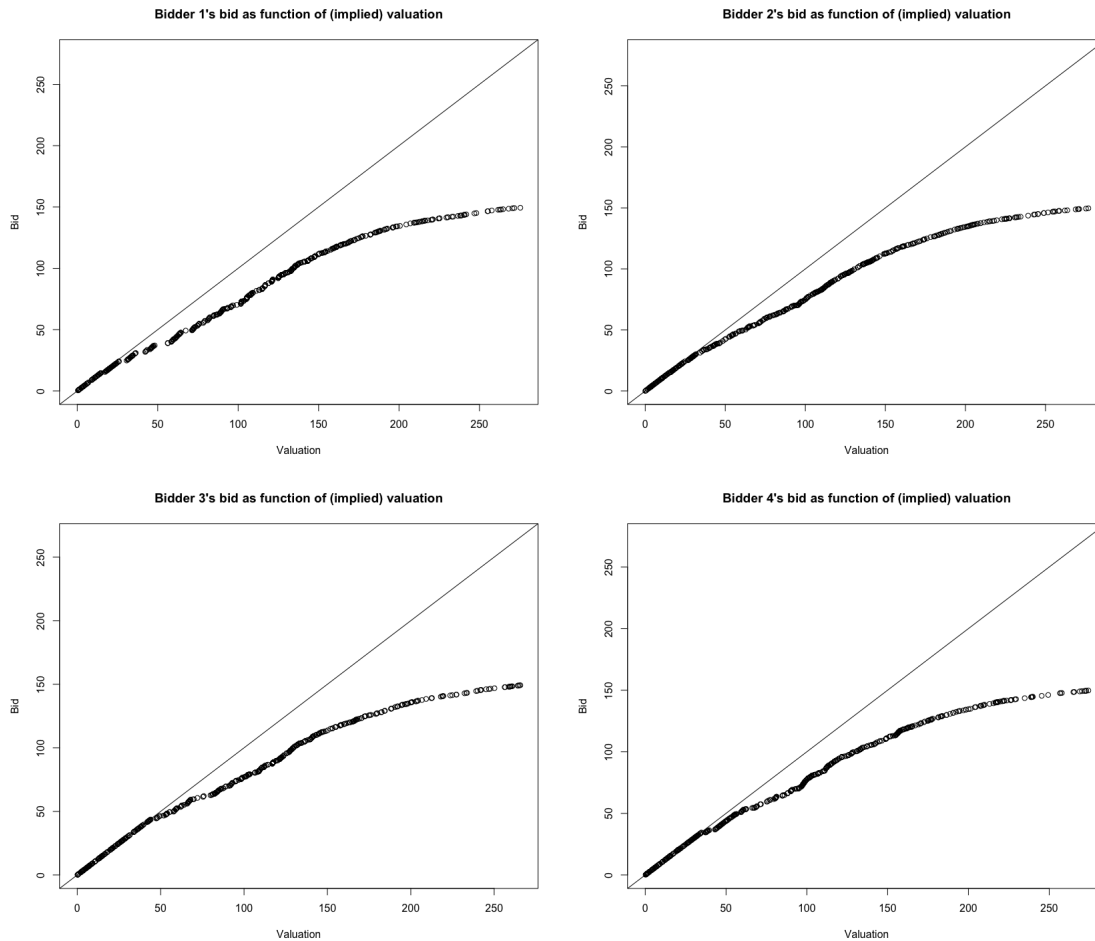 Bidder 1's bid as function of (implied) valuation
Bid
0 50 100 150 200 250
0 50 100 150 200 250
Valuation
Bidder 2's bid as function of (implied) valuation
Bid
0 50 100 150 200 250
0 50 100 150 200 250
Valuation
Bidder 3's bid as function of (implied) valuation
Bid
0 50 100 150 200 250
0 50 100 150 200 250
Valuation
Bidder 4's bid as function of (implied) valuation
Bid
0 50 100 150 200 250
0 50 100 150 200 250
Valuation